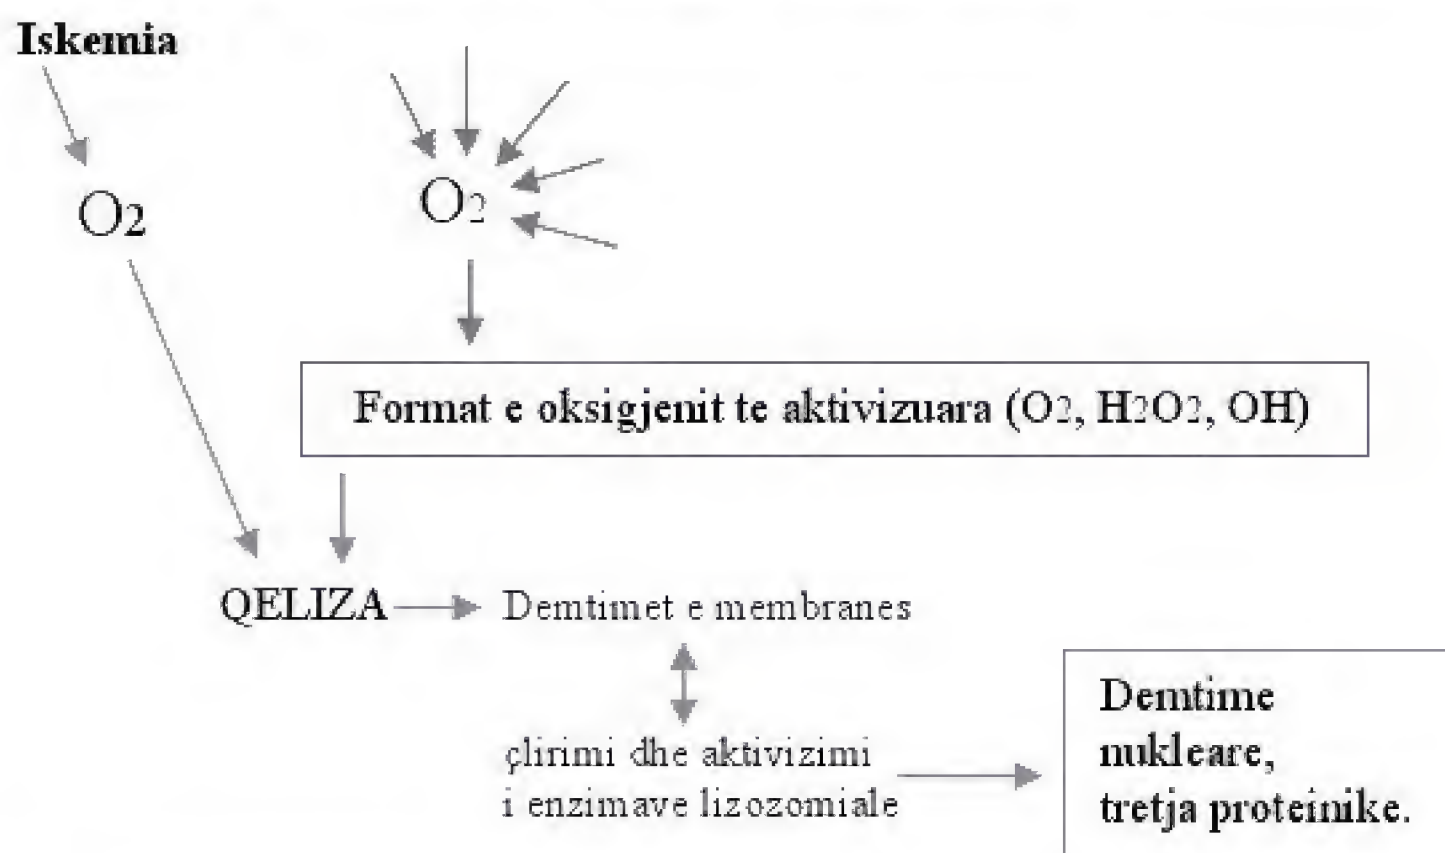 Iskemia
O2
O2
Format e oksigjenit te aktivizuara (O2, H2O2, OH)
QELIZA
Demtimet e membranes
çlirimi dhe aktivizimi
i enzimave lizozomiale
Demtime
nukleare,
tretja proteinike.